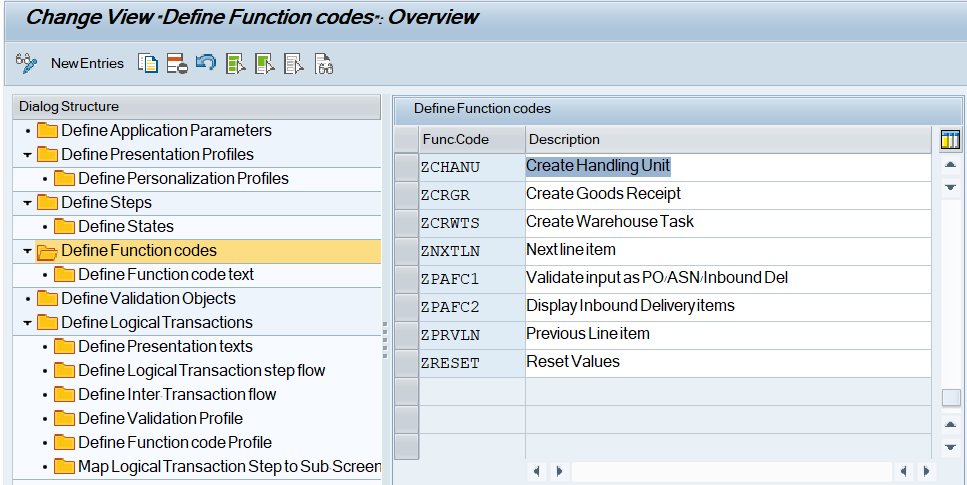 Change View "Define Function codes": Overview
New Entries
Dialog Structure
Define Application Parameters
Define Presentation Profiles
Define Personalization Profiles
Define Steps
Define States
Define Function codes
Define Function code text
Define Validation Objects
Define Logical Transactions
Define Presentation texts
Define Logical Transaction step flow
Define Inter-Transaction flow
Define Validation Profile
Define Function code Profile
Map Logical Transaction Step to Sub Screen
Define Function codes
Func.Code Description
ZCHANU Create Handling Unit
ZCRGR Create Goods Receipt
ZCRWTS Create Warehouse Task
ZNXTLN Next line item
ZPAFC1 Validate input as PO/ASN/Inbound Del
ZPAFC2 Display Inbound Delivery items
ZPRVLN Previous Line item
ZRESET Reset Values